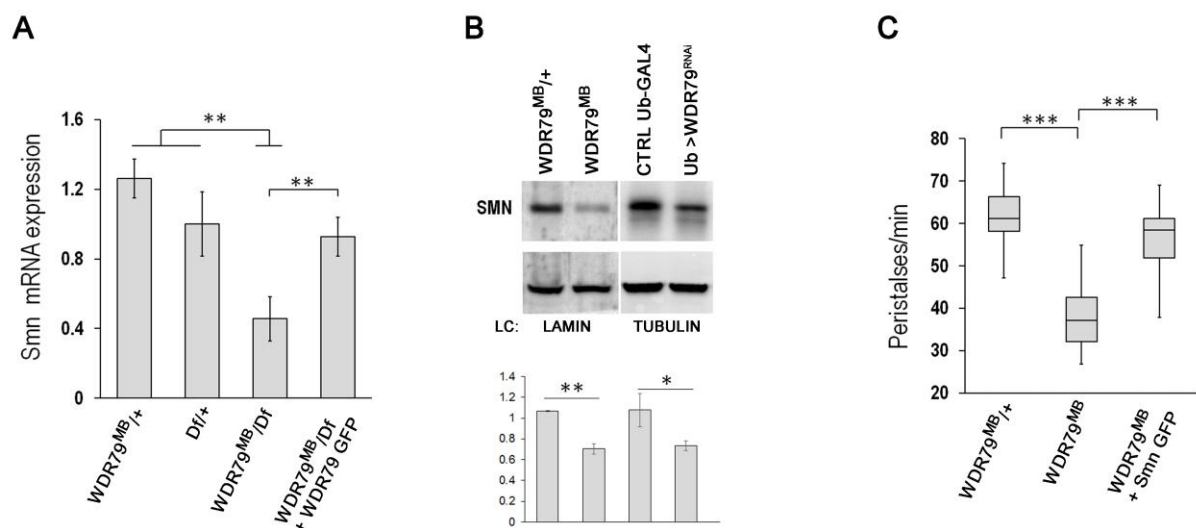 A
Smn mRNA expression
1.6
1.2
0.8
0.4
0
**
**
WDR79MB/+
Df/+
WDR79MB/Df
WDR79MB/Df
+ WDR79 GFP
B
WDR79MB/+
WDR79MB
CTRL Ub-GAL4
Ub >WDR79RNAi
SMN
LC: LAMIN TUBULIN
1.4
1.2
1
0.8
0.6
0.4
0.2
0
**
*
C
Peristalses/min
80
70
60
50
40
30
20
***
***
WDR79MB/+
WDR79MB
WDR79MB
+ Smn GFP